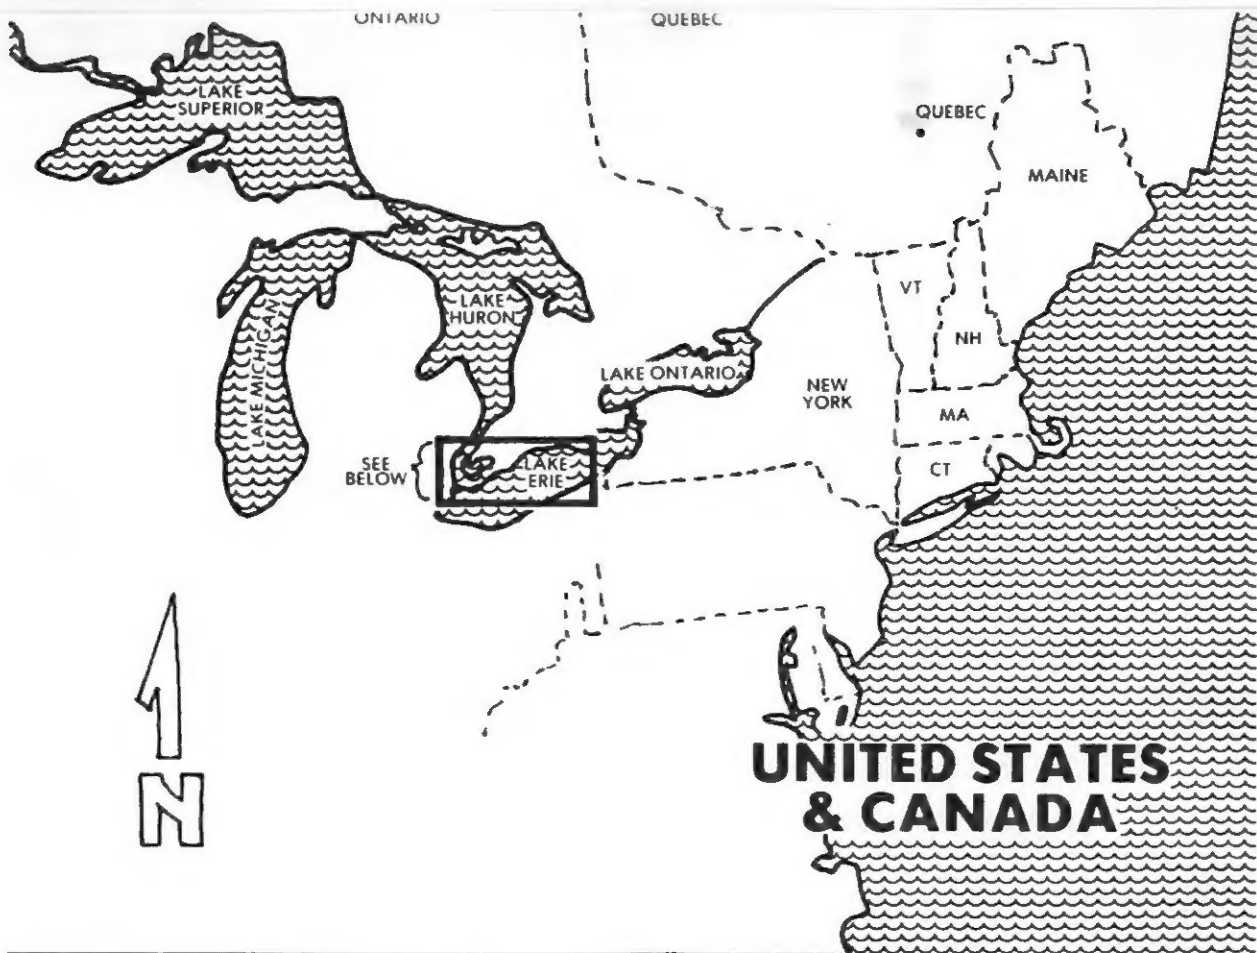 ONTARIO
QUEBEC
LAKE
SUPERIOR
QUEBEC
MAINE
VT
LAKE
HURON
LAKE MICHIGAN
NH
LAKE ONTARIO
NEW
YORK
MA
SEE
BELOW
LAKE
ERIE
CT
N
UNITED STATES
& CANADA